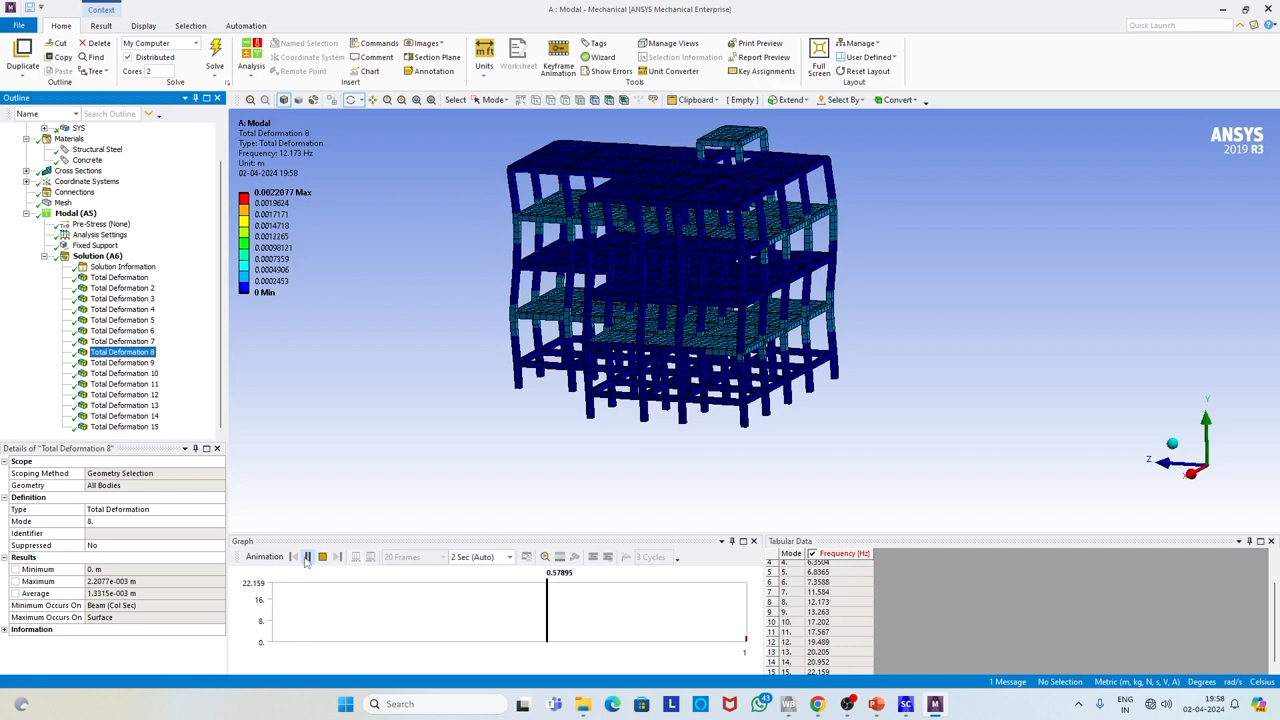 Context
A : Modal - Mechanical [ANSYS Mechanical Enterprise]
File
Home
Result
Display
Selection
Automation
Quick Launch
Duplicate
Cut
Copy
Paste
Delete
Find
Tree
Outline
My Computer
Distributed
Cores 2
Solve
Solve
Analysis
Named Selection
Coordinate System
Remote Point
Commands
Comment
Chart
Images
Section Plane
Annotation
Insert
Units
Worksheet
Keyframe Animation
Tags
Wizard
Show Errors
Manage Views
Selection Information
Unit Converter
Print Preview
Report Preview
Key Assignments
Tools
Full Screen
Manage
User Defined
Reset Layout
Layout
Outline
Name
Search Outline
Select
Mode
Clipboard
[ Empty ]
Extend
Select By
Convert
SYS
Materials
Structural Steel
Concrete
Cross Sections
Coordinate Systems
Connections
Mesh
Modal (A5)
Pre-Stress (None)
Analysis Settings
Fixed Support
Solution (A6)
Solution Information
Total Deformation
Total Deformation 2
Total Deformation 3
Total Deformation 4
Total Deformation 5
Total Deformation 6
Total Deformation 7
Total Deformation 8
Total Deformation 9
Total Deformation 10
Total Deformation 11
Total Deformation 12
Total Deformation 13
Total Deformation 14
Total Deformation 15
A: Modal
Total Deformation 8
Type: Total Deformation
Frequency: 12.173 Hz
Unit: m
02-04-2024 19:58
0.0022077 Max
0.0019624
0.0017171
0.0014718
0.0012265
0.00098121
0.0007359
0.0004906
0.0002453
0 Min
ANSYS
2019 R3
Y
Z
X
Details of "Total Deformation 8"
Scope
Scoping Method Geometry Selection
Geometry All Bodies
Definition
Type Total Deformation
Mode 8.
Identifier
Suppressed No
Results
Minimum 0. m
Maximum 2.2077e-003 m
Average 1.3315e-003 m
Minimum Occurs On Beam (Col Sec)
Maximum Occurs On Surface
Information
Graph
Animation
20 Frames
2 Sec (Auto)
3 Cycles
0.57895
22.159
16.
8.
0.
1
Tabular Data
Mode Frequency [Hz]
4 4. 6.3504
5 5. 6.8365
6 6. 7.3588
7 7. 11.584
8 8. 12.173
9 9. 13.263
10 10. 17.202
11 11. 17.567
12 12. 19.489
13 13. 20.205
14 14. 20.952
15 15. 22.159
1 Message
No Selection
Metric (m, kg, N, s, V, A)
Degrees
rad/s
Celsius
Search
43
ENG
IN
19:58
02-04-2024